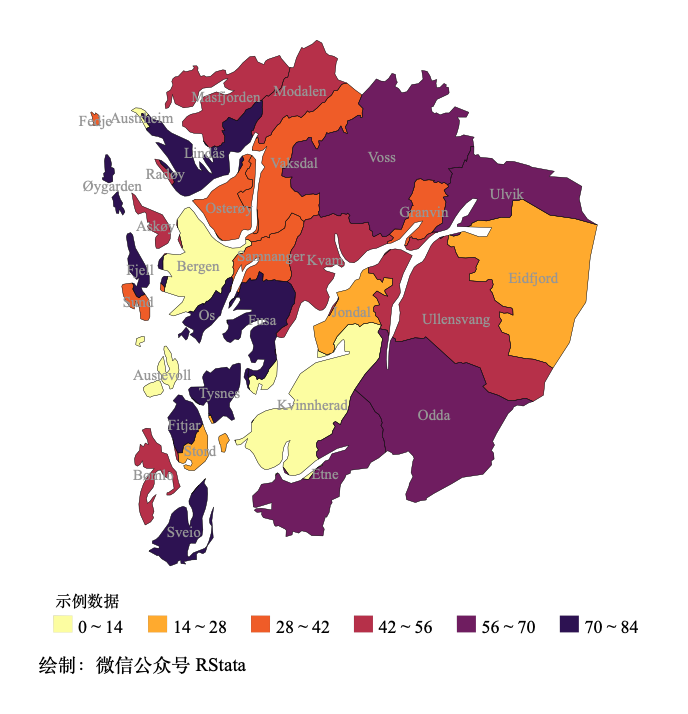 Masfjorden
Modalen
Fedje
Austrheim
Lindås
Vaksdal
Voss
Radøy
Øygarden
Ulvik
Osterøy
Granvin
Askøy
Samnanger
Kvam
Fjell
Bergen
Eidfjord
Sund
Os
Fusa
Jondal
Ullensvang
Austevoll
Tysnes
Kvinnherad
Odda
Fitjar
Stord
Bømlo
Etne
Sveio
示例数据
0 ~ 14 14 ~ 28 28 ~ 42 42 ~ 56 56 ~ 70 70 ~ 84
绘制：微信公众号 RStata